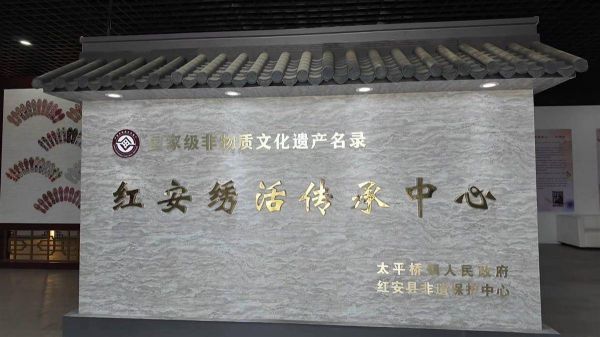 国家级非物质文化遗产名录
红安绣活传承中心
太平桥镇人民政府
红安县非遗保护中心